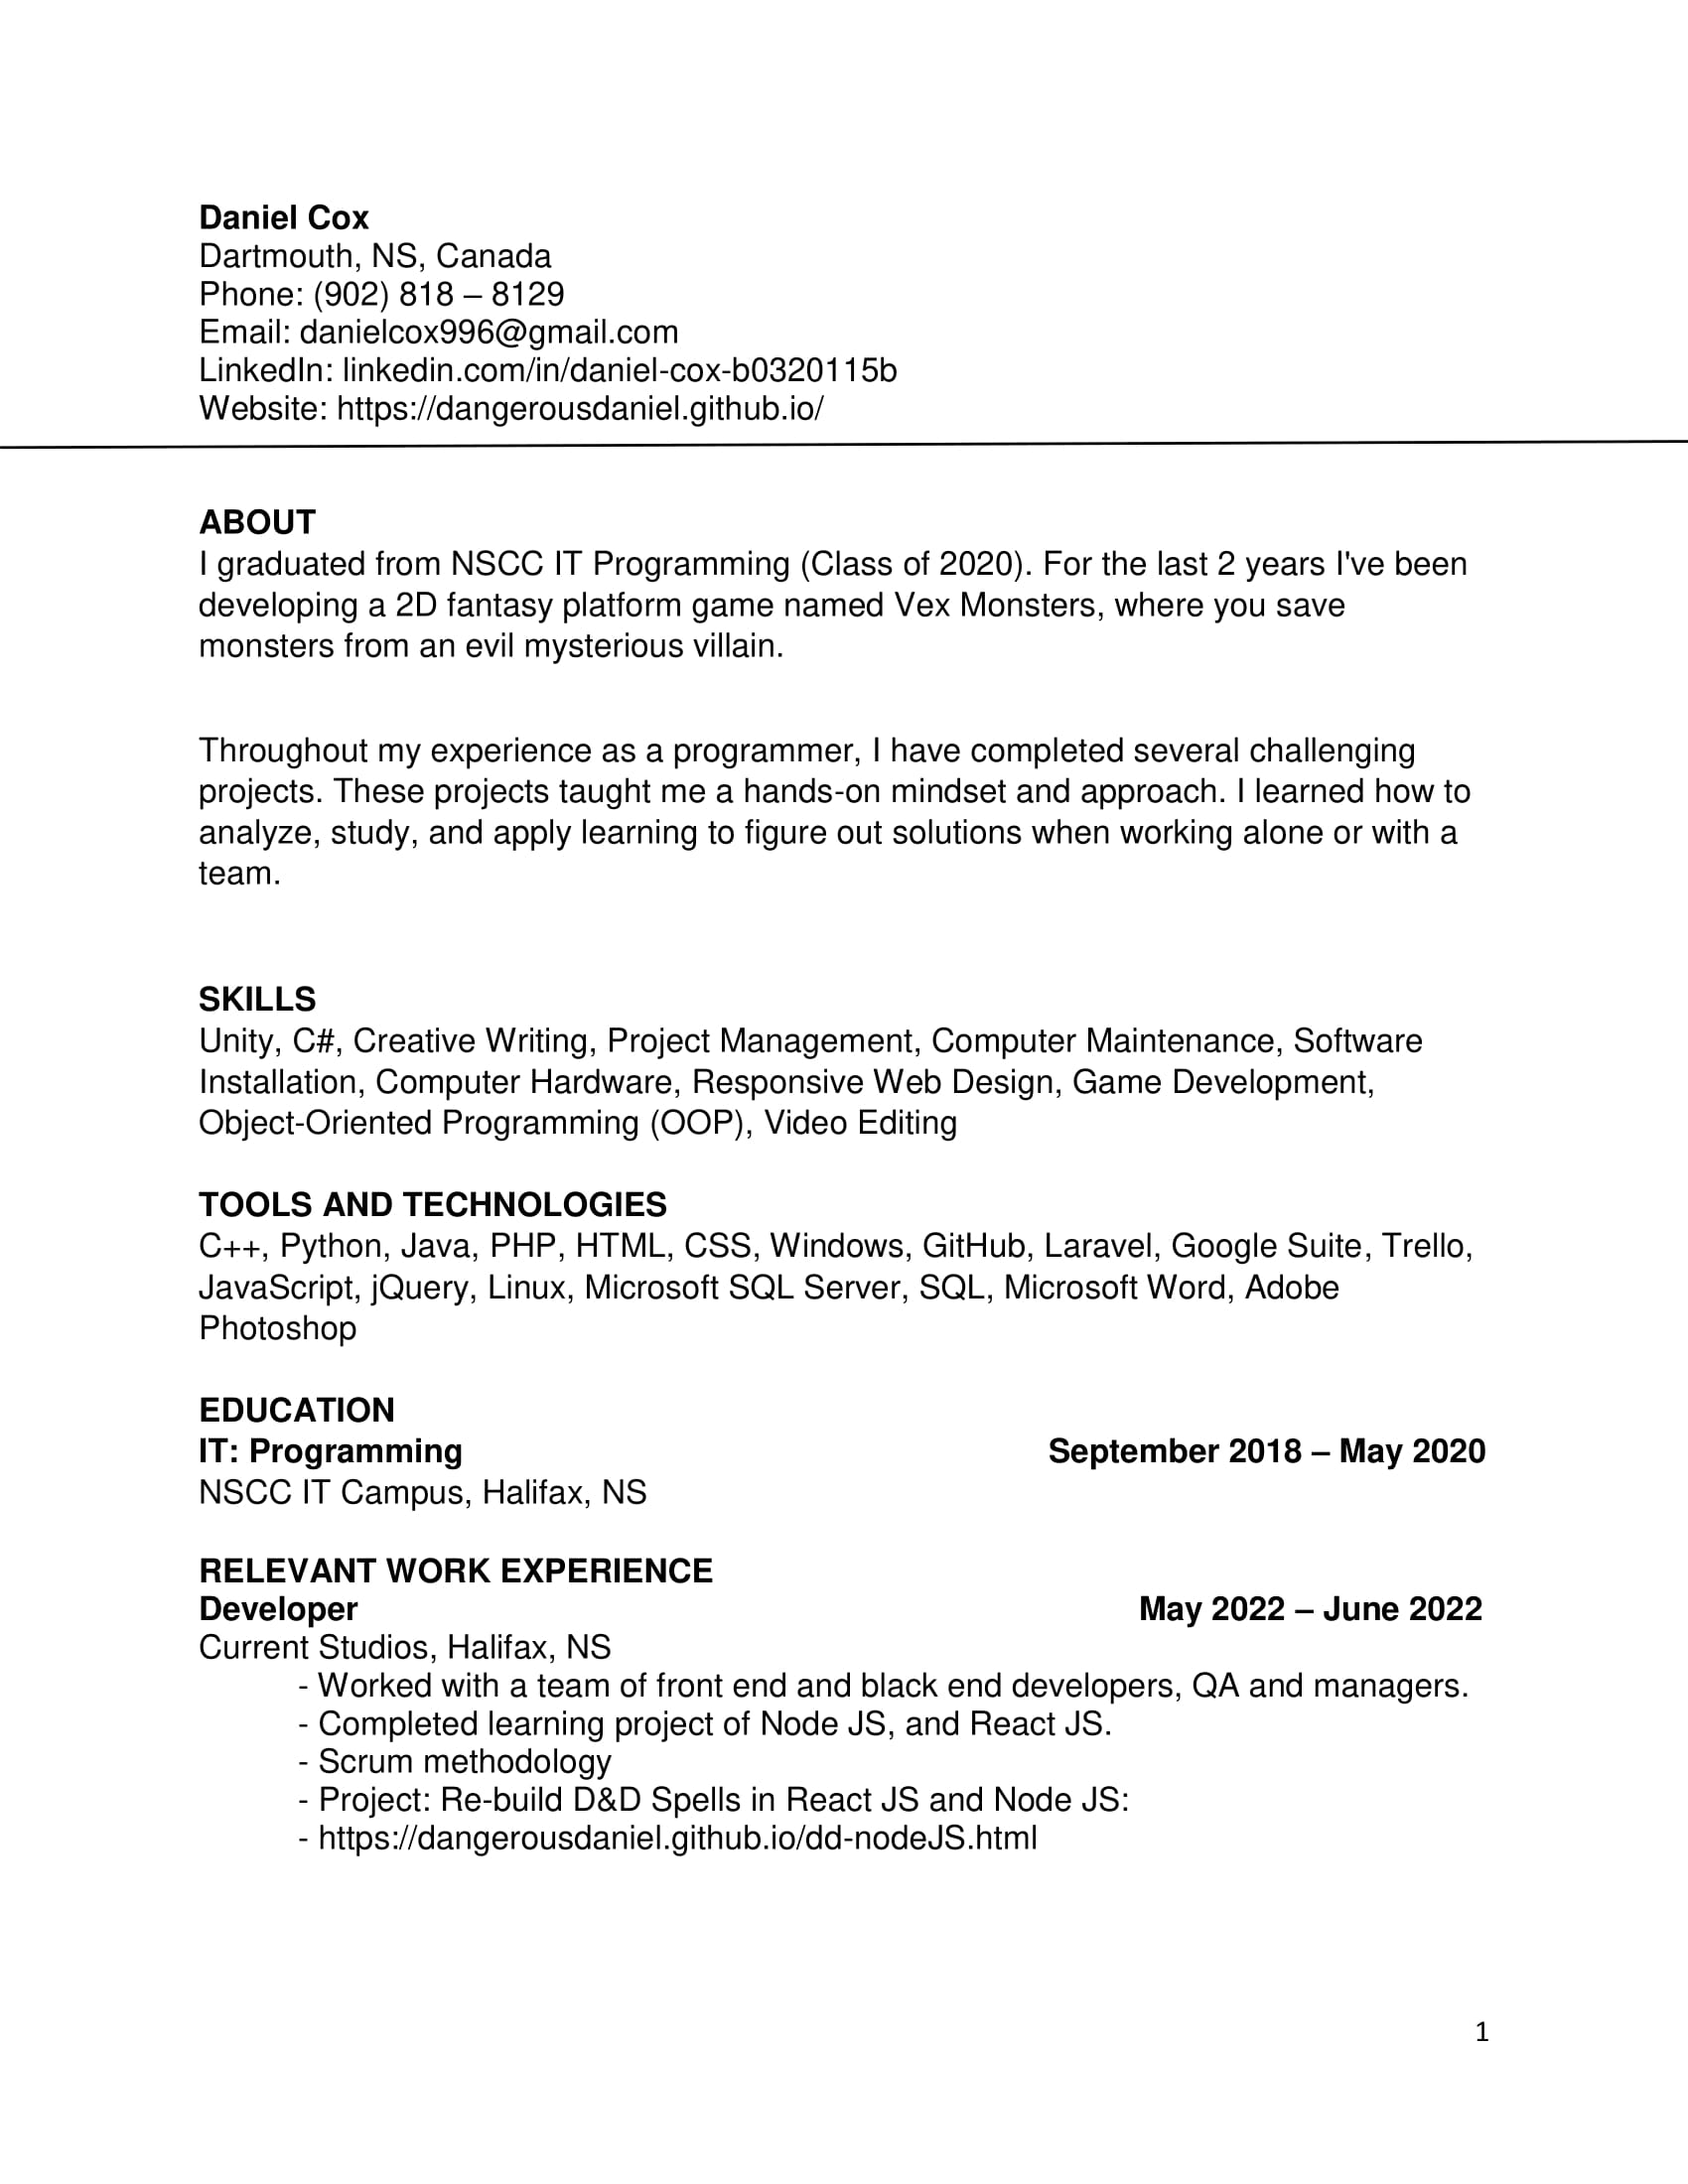 Daniel Cox
Dartmouth, NS, Canada
Phone: (902) 818 – 8129
Email: danielcox996@gmail.com
LinkedIn: linkedin.com/in/daniel-cox-b0320115b
Website: https://dangerousdaniel.github.io/
ABOUT
I graduated from NSCC IT Programming (Class of 2020). For the last 2 years I've been
developing a 2D fantasy platform game named Vex Monsters, where you save
monsters from an evil mysterious villain.
Throughout my experience as a programmer, I have completed several challenging
projects. These projects taught me a hands-on mindset and approach. I learned how to
analyze, study, and apply learning to figure out solutions when working alone or with a
team.
SKILLS
Unity, C#, Creative Writing, Project Management, Computer Maintenance, Software
Installation, Computer Hardware, Responsive Web Design, Game Development,
Object-Oriented Programming (OOP), Video Editing
TOOLS AND TECHNOLOGIES
C++, Python, Java, PHP, HTML, CSS, Windows, GitHub, Laravel, Google Suite, Trello,
JavaScript, jQuery, Linux, Microsoft SQL Server, SQL, Microsoft Word, Adobe
Photoshop
EDUCATION
IT: Programming September 2018 – May 2020
NSCC IT Campus, Halifax, NS
RELEVANT WORK EXPERIENCE
Developer May 2022 – June 2022
Current Studios, Halifax, NS
- Worked with a team of front end and black end developers, QA and managers.
- Completed learning project of Node JS, and React JS.
- Scrum methodology
- Project: Re-build D&D Spells in React JS and Node JS:
- https://dangerousdaniel.github.io/dd-nodeJS.html
1